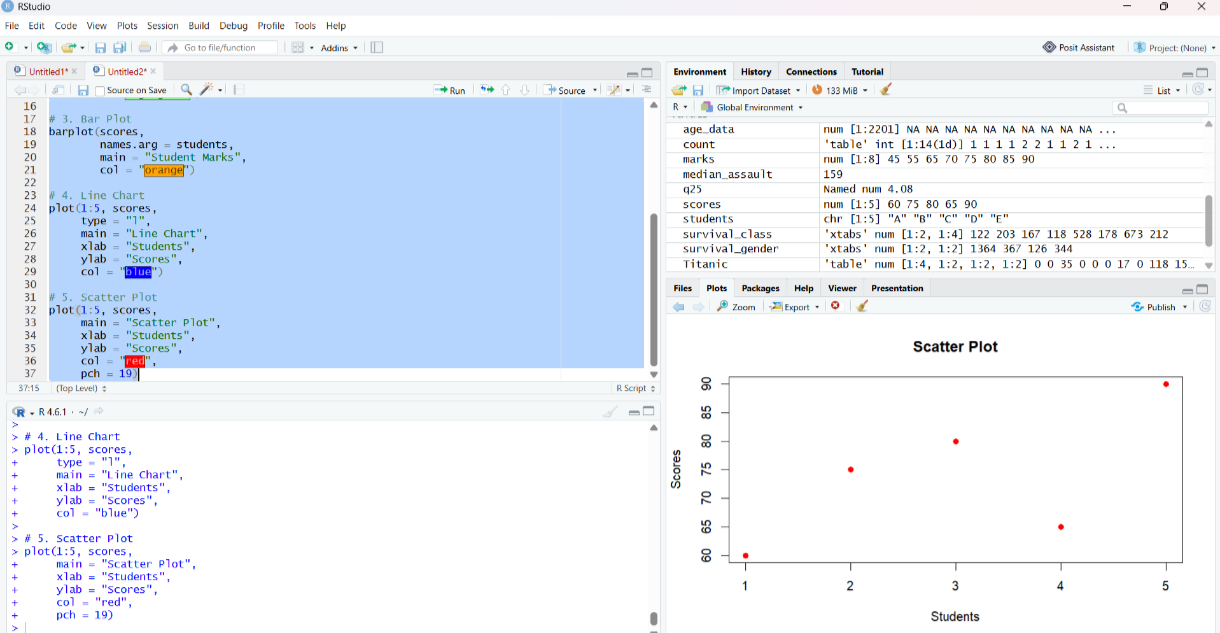 RStudio
File Edit Code View Plots Session Build Debug Profile Tools Help
Go to file/function Addins Posit Assistant Project: (None)
Untitled1* Untitled2*
Source on Save Run Source
16
17 # 3. Bar Plot
18 barplot(scores,
19 names.arg = students,
20 main = "Student Marks",
21 col = "orange")
22
23 # 4. Line Chart
24 plot(1:5, scores,
25 type = "l",
26 main = "Line Chart",
27 xlab = "Students",
28 ylab = "Scores",
29 col = "blue")
30
31 # 5. Scatter Plot
32 plot(1:5, scores,
33 main = "Scatter Plot",
34 xlab = "Students",
35 ylab = "Scores",
36 col = "red",
37 pch = 19)
37:15 (Top Level) R Script
R 4.6.1 · ~/
>
> # 4. Line Chart
> plot(1:5, scores,
+ type = "l",
+ main = "Line Chart",
+ xlab = "Students",
+ ylab = "Scores",
+ col = "blue")
>
> # 5. Scatter Plot
> plot(1:5, scores,
+ main = "Scatter Plot",
+ xlab = "Students",
+ ylab = "Scores",
+ col = "red",
+ pch = 19)
>
Environment History Connections Tutorial
Import Dataset 133 MiB List
R Global Environment
age_data num [1:2201] NA NA NA NA NA NA NA NA NA NA ...
count 'table' int [1:14(1d)] 1 1 1 1 2 2 1 1 2 1 ...
marks num [1:8] 45 55 65 70 75 80 85 90
median_assault 159
q25 Named num 4.08
scores num [1:5] 60 75 80 65 90
students chr [1:5] "A" "B" "C" "D" "E"
survival_class 'xtabs' num [1:2, 1:4] 122 203 167 118 528 178 673 212
survival_gender 'xtabs' num [1:2, 1:2] 1364 367 126 344
Titanic 'table' num [1:4, 1:2, 1:2, 1:2] 0 0 35 0 0 0 17 0 118 15…
Files Plots Packages Help Viewer Presentation
Zoom Export Publish
Scatter Plot
90
85
80
75
70
65
60
Scores
1 2 3 4 5
Students